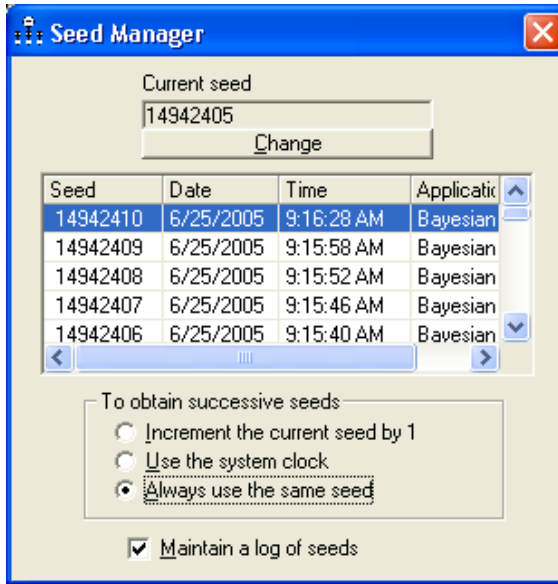 Seed Manager
Current seed
14942405
Change
Seed Date Time Applicatic
14942410 6/25/2005 9:16:28 AM Bayesian
14942409 6/25/2005 9:15:58 AM Bayesian
14942408 6/25/2005 9:15:52 AM Bayesian
14942407 6/25/2005 9:15:46 AM Bayesian
14942406 6/25/2005 9:15:40 AM Bayesian
To obtain successive seeds
Increment the current seed by 1
Use the system clock
Always use the same seed
Maintain a log of seeds